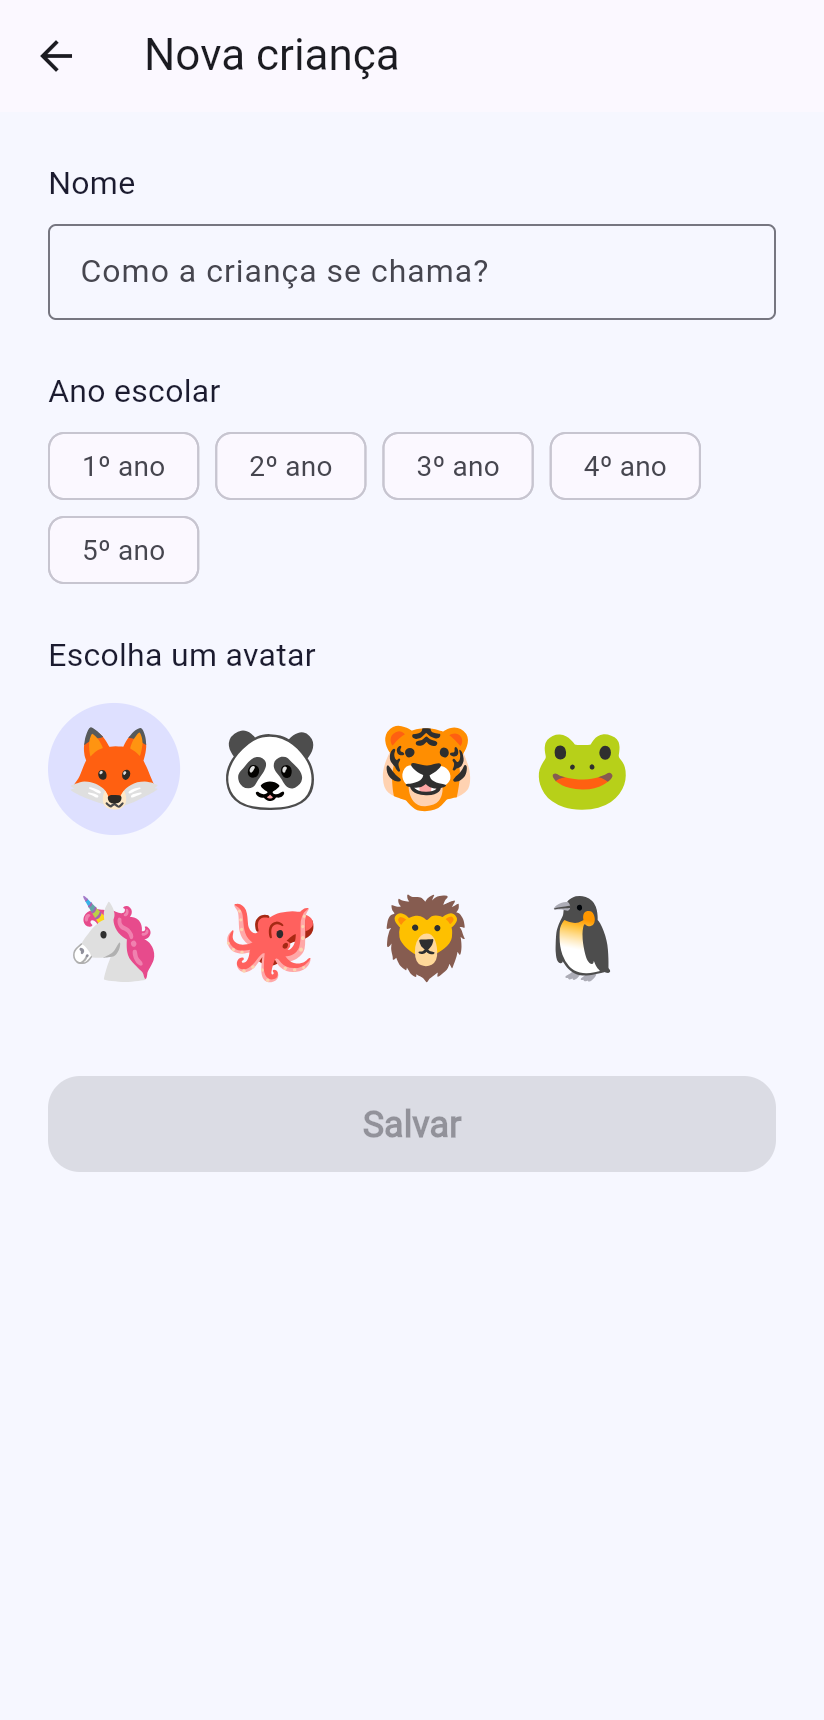 Nova criança
Nome
Como a criança se chama?
Ano escolar
1º ano 2º ano 3º ano 4º ano
5º ano
Escolha um avatar
Salvar